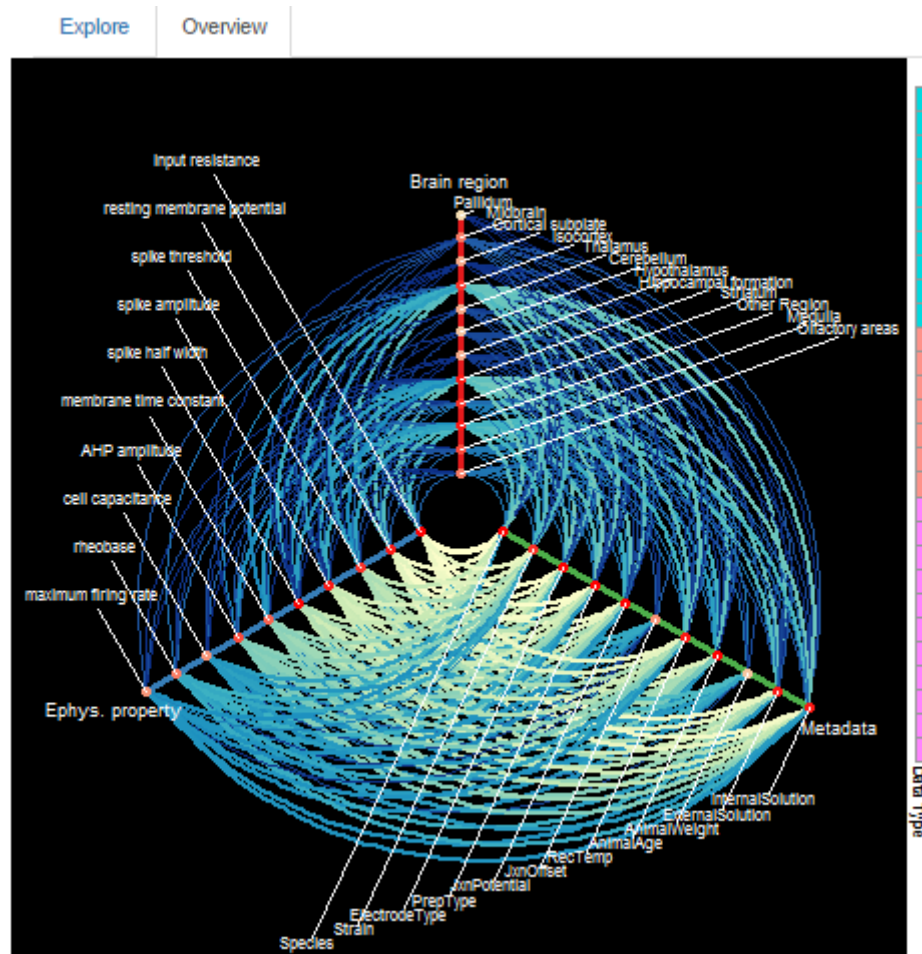 Explore
Overview
Input resistance
resting membrane potential
spike threshold
spike amplitude
spike half width
membrane time constant
AHP amplitude
cell capacitance
rheobase
maximum firing rate
Ephys. property
Brain region
Pallidum
Midbrain
Cortical subplate
Isocortex
Thalamus
Cerebellum
Hypothalamus
Hippocampal formation
Striatum
Other Region
Medulla
Olfactory areas
Metadata
InternalSolution
ExternalSolution
AnimalWeight
AnimalAge
RecTemp
JxnOffset
JxnPotential
PrepType
ElectrodeType
Strain
Species
Data Type